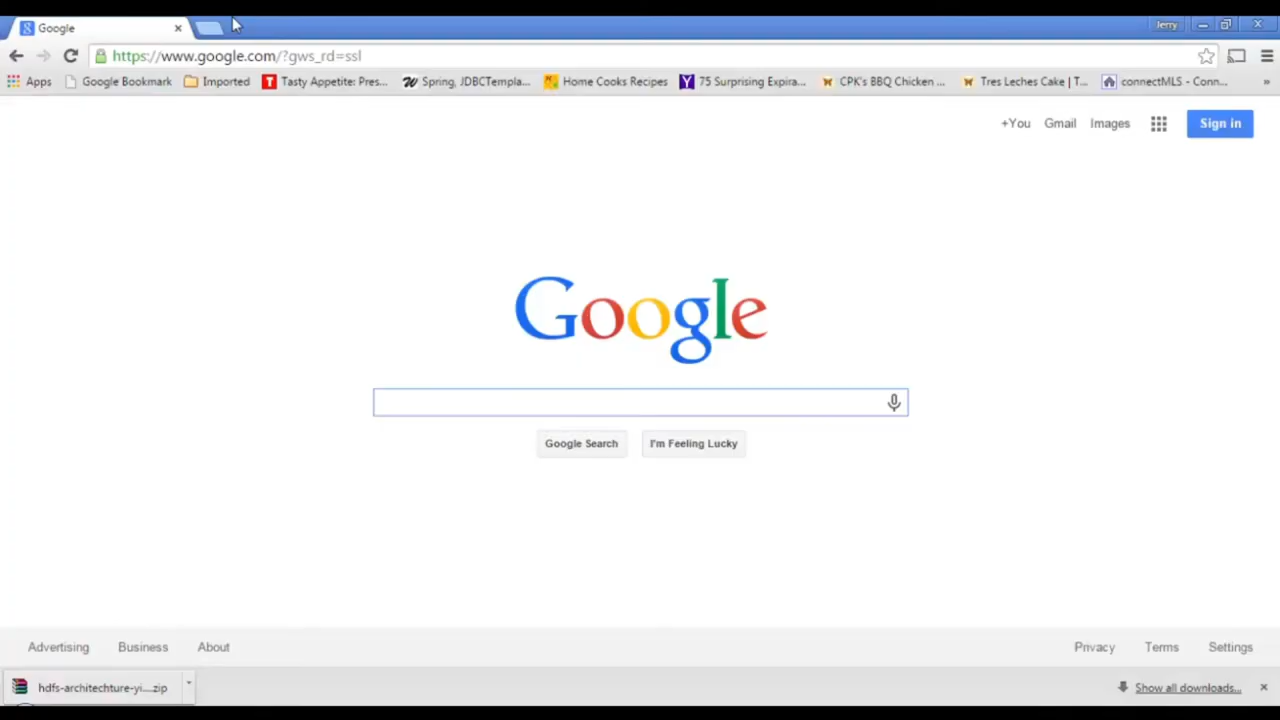 Google
Jerry
https://www.google.com/?gws_rd=ssl
Apps Google Bookmark Imported Tasty Appetite: Pres... Spring, JDBCTempla... Home Cooks Recipes 75 Surprising Expira... CPK's BBQ Chicken ... Tres Leches Cake | T... connectMLS - Conn... »
+You Gmail Images Sign in
Google
Google Search I'm Feeling Lucky
Advertising Business About Privacy Terms Settings
hdfs-architechture-yi....zip Show all downloads...